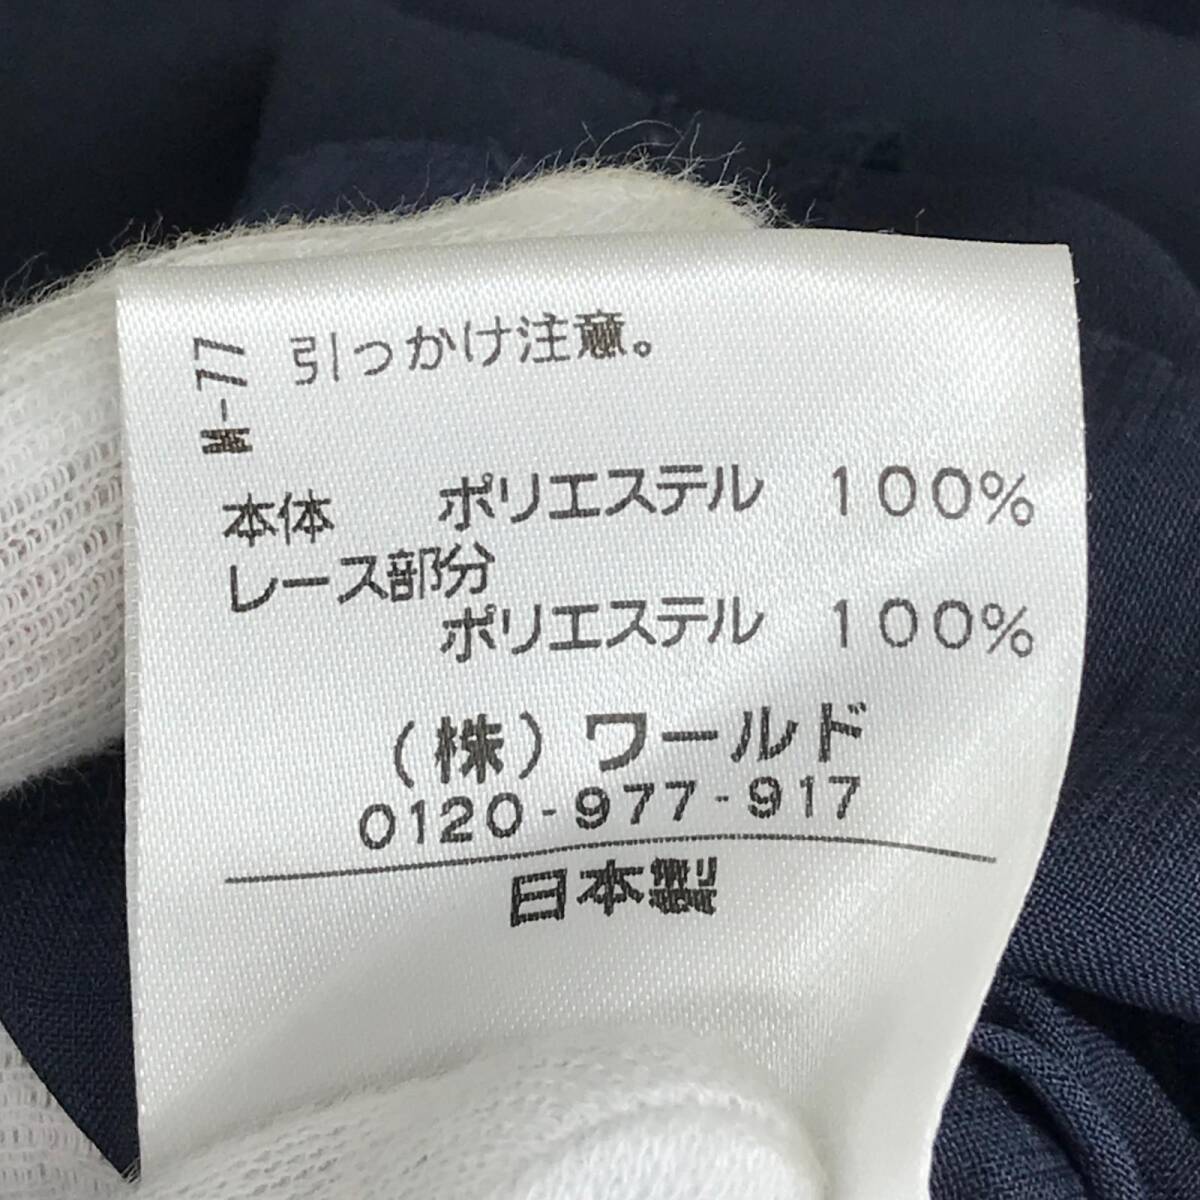 M-77
引っかけ注意。
本体 ポリエステル 100%
レース部分
ポリエステル 100%
(株)ワールド
0120-977-917
日本製